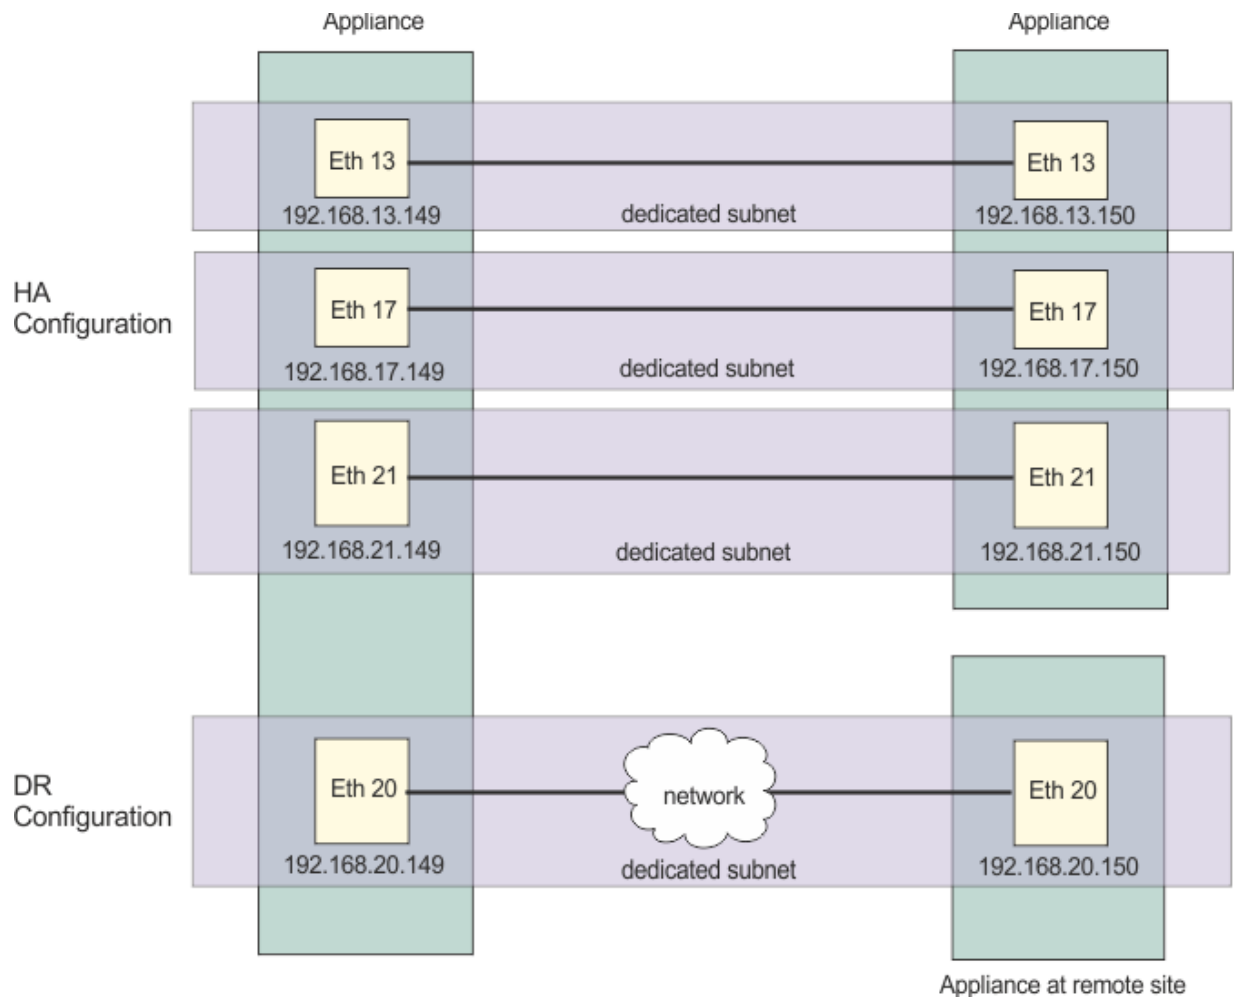 Appliance
Appliance
Eth 13
Eth 13
192.168.13.149
dedicated subnet
192.168.13.150
HA
Configuration
Eth 17
Eth 17
192.168.17.149
dedicated subnet
192.168.17.150
Eth 21
Eth 21
192.168.21.149
dedicated subnet
192.168.21.150
DR
Configuration
Eth 20
network
Eth 20
192.168.20.149
dedicated subnet
192.168.20.150
Appliance at remote site